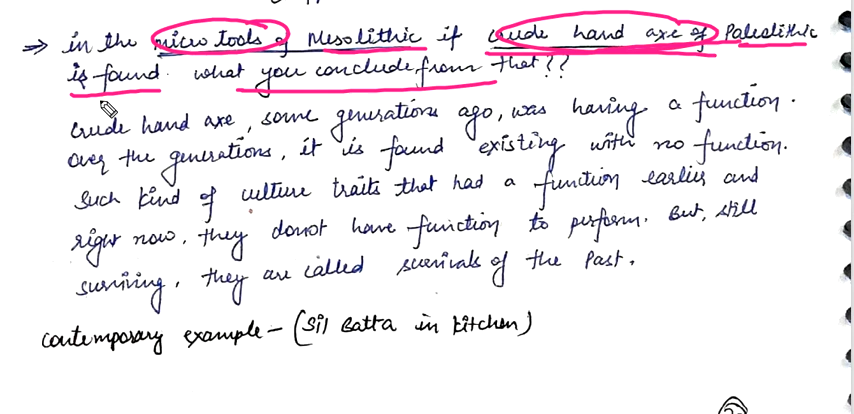 ⇒ in the micro tools of Mesolithic if crude hand axe of Paleolithic
is found. what you conclude from that??
Crude hand axe, some generations ago, was having a function.
over the generations, it is found existing with no function.
Such kind of culture traits that had a function earlier and
right now, they donot have function to perform. But, still
surviving, they are called survivals of the Past.
Contemporary example - (Sil Batta in kitchen)